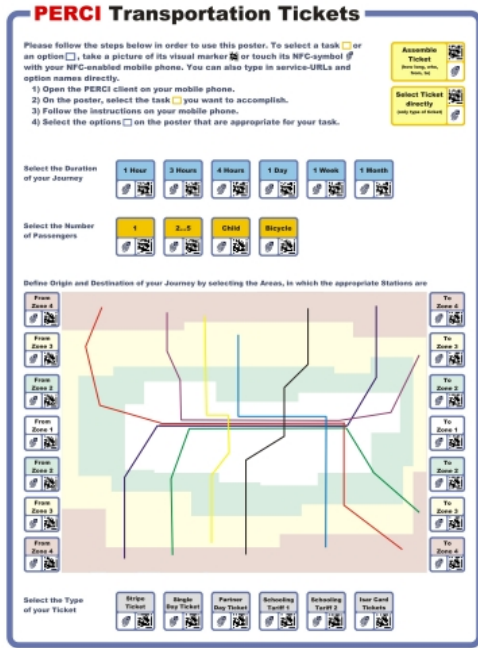 PERCI Transportation Tickets
Please follow the steps below in order to use this poster. To select a task or
an option, take a picture of its visual marker or touch its NFC-symbol
with your NFC-enabled mobile phone. You can also type in service-URLs and
option names directly.
1) Open the PERCI client on your mobile phone.
2) On the poster, select the task you want to accomplish.
3) Follow the instructions on your mobile phone.
4) Select the options on the poster that are appropriate for your task.
Assemble
Ticket
(how long, who,
from, to)
Select Ticket
directly
(only type of ticket)
Select the Duration
of your Journey
1 Hour
3 Hours
4 Hours
1 Day
1 Week
1 Month
Select the Number
of Passengers
1
2...5
Child
Bicycle
Define Origin and Destination of your Journey by selecting the Areas, in which the appropriate Stations are
From
Zone 4
From
Zone 3
From
Zone 2
From
Zone 1
From
Zone 2
From
Zone 3
From
Zone 4
To
Zone 4
To
Zone 3
To
Zone 2
To
Zone 1
To
Zone 2
To
Zone 3
To
Zone 4
Select the Type
of your Ticket
Stripe
Ticket
Single
Day Ticket
Partner
Day Ticket
Schooling
Tariff 1
Schooling
Tariff 2
Isar Card
Tickets